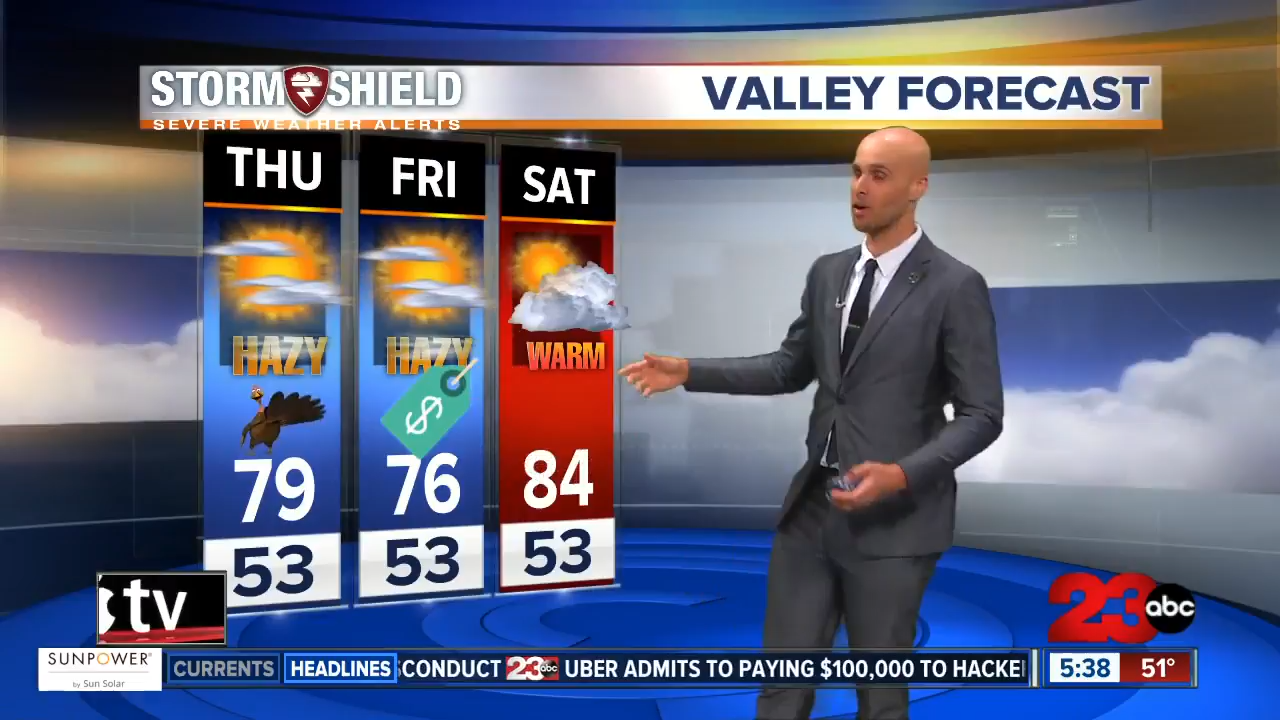 STORM SHIELD
SEVERE WEATHER ALERTS
VALLEY FORECAST
THU
FRI
SAT
HAZY
HAZY
WARM
$
79
76
84
53
53
53
tv
23 abc
SUNPOWER®
by Sun Solar
CURRENTS
HEADLINES
CONDUCT 23 abc UBER ADMITS TO PAYING $100,000 TO HACKE
5:38
51°